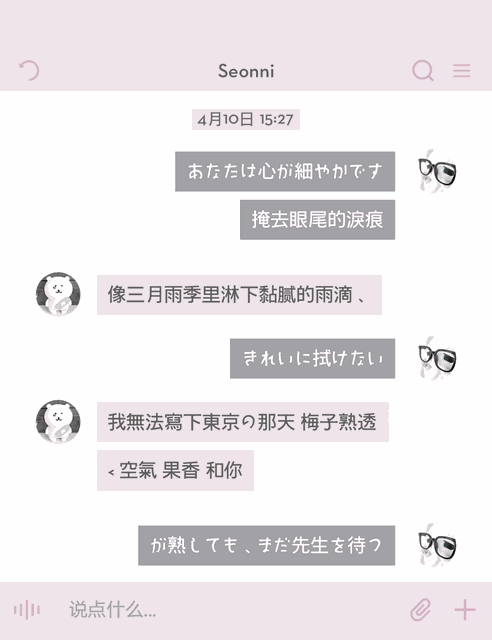 Seonni
4月10日 15:27
あなたは心が細やかです
掩去眼尾的淚痕
像三月雨季里淋下黏腻的雨滴、
きれいに拭けない
我無法寫下東京の那天 梅子熟透
< 空氣 果香 和你
が熟しても、まだ先生を待つ
说点什么...